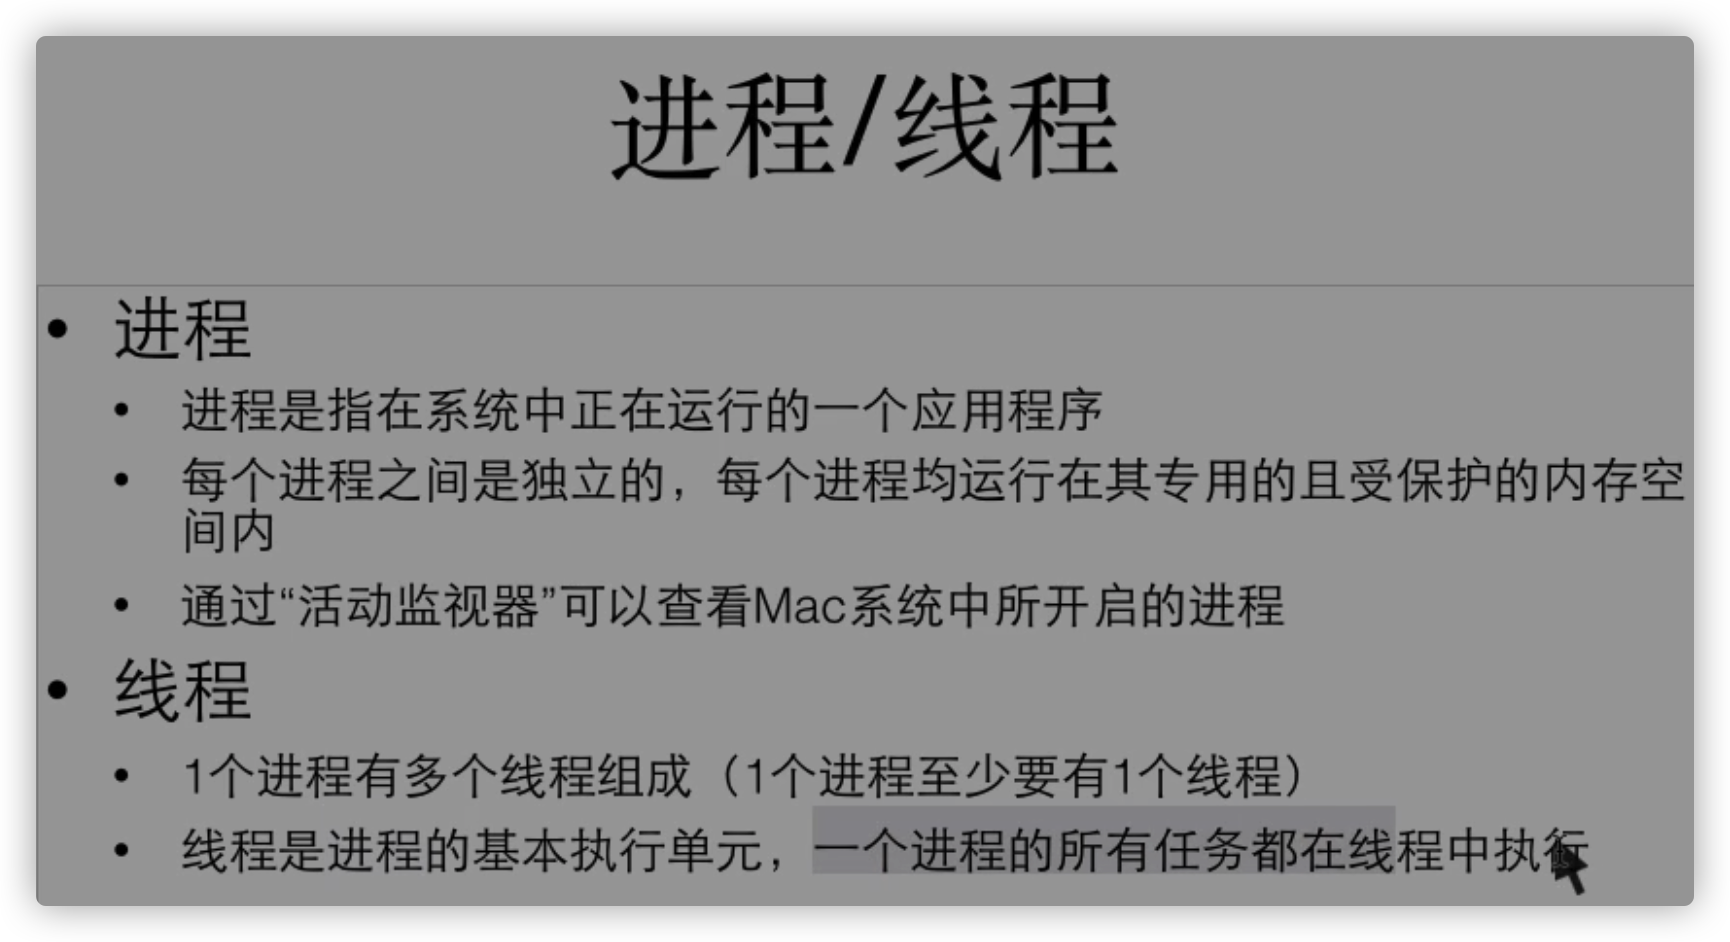 进程/线程
• 进程
• 进程是指在系统中正在运行的一个应用程序
• 每个进程之间是独立的，每个进程均运行在其专用的且受保护的内存空
间内
• 通过“活动监视器”可以查看Mac系统中所开启的进程
• 线程
• 1个进程有多个线程组成（1个进程至少要有1个线程）
• 线程是进程的基本执行单元，一个进程的所有任务都在线程中执行